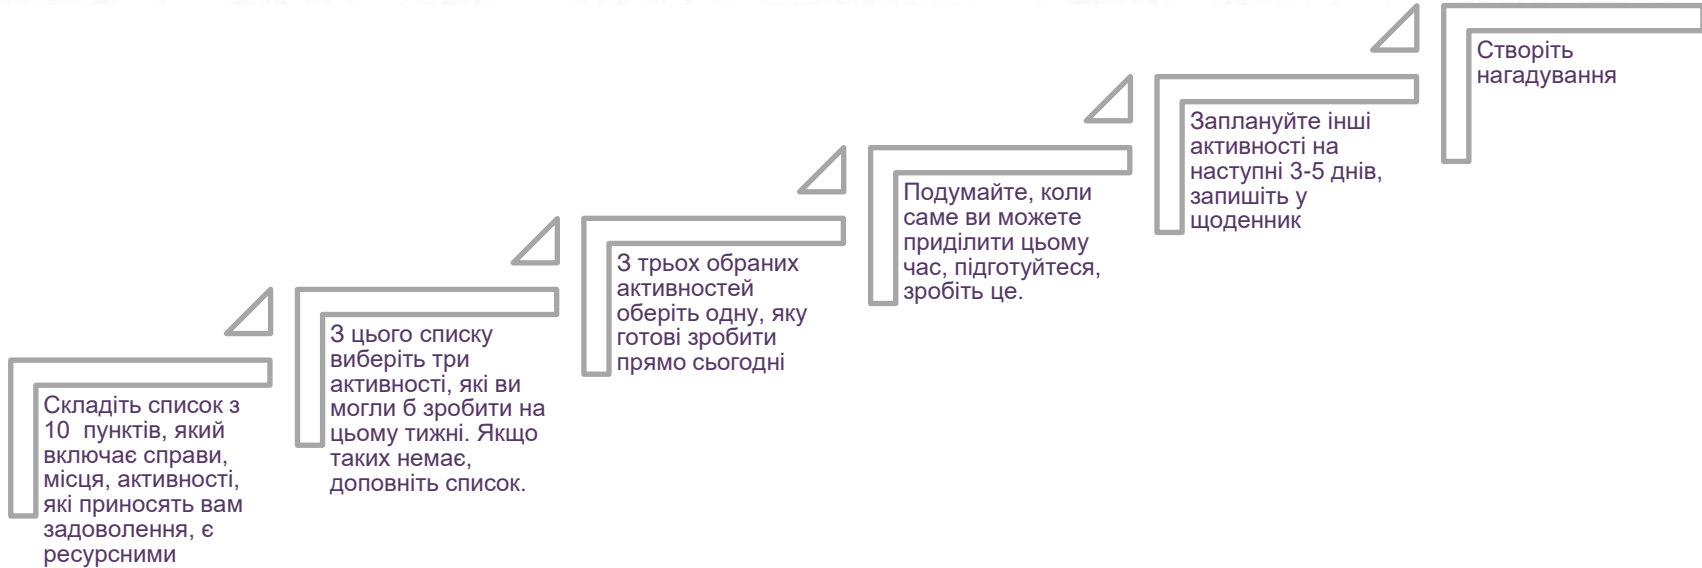 Складіть список з
10  пунктів, який
включає справи,
місця, активності,
які приносять вам
задоволення, є
ресурсними
З цього списку
виберіть три
активності, які ви
могли б зробити на
цьому тижні. Якщо
таких немає,
доповніть список.
З трьох обраних
активностей
оберіть одну, яку
готові зробити
прямо сьогодні
Подумайте, коли
саме ви можете
приділити цьому
час, підготуйтеся,
зробіть це.
Заплануйте інші
активності на
наступні 3-5 днів,
запишіть у
щоденник
Створіть
нагадування